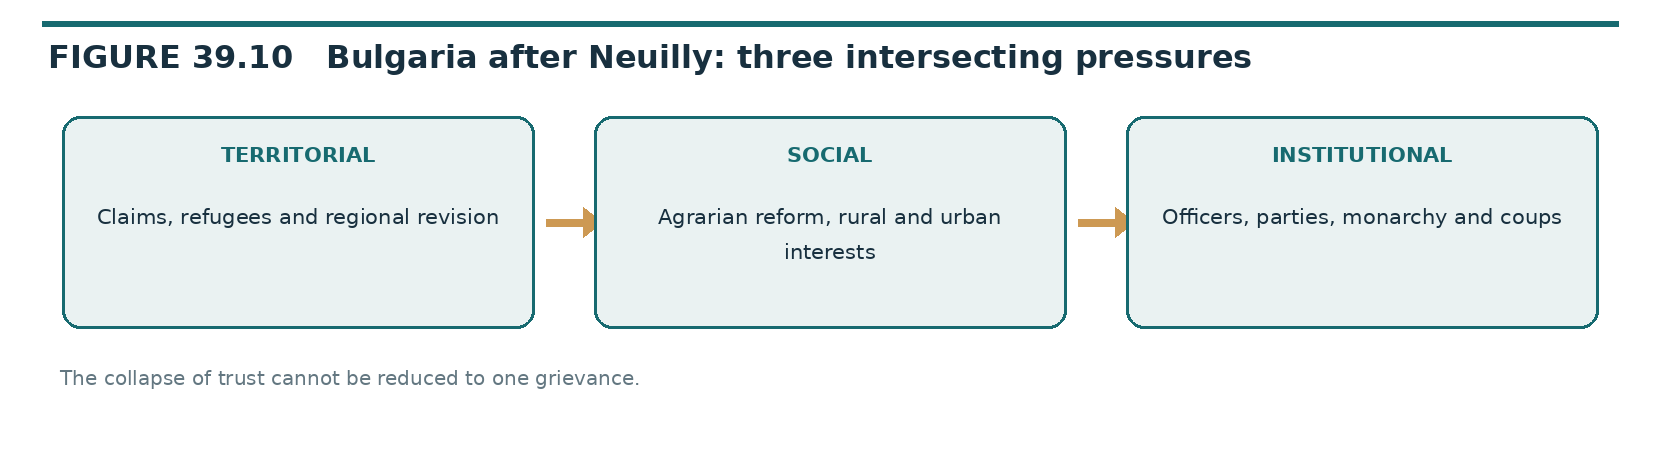 FIGURE 39.10 Bulgaria after Neuilly: three intersecting pressures
TERRITORIAL
Claims, refugees and regional revision
SOCIAL
Agrarian reform, rural and urban
interests
INSTITUTIONAL
Officers, parties, monarchy and coups
The collapse of trust cannot be reduced to one grievance.